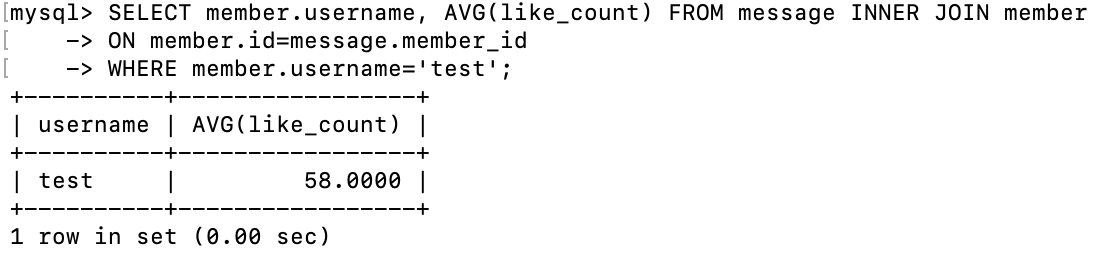 [mysql> SELECT member.username, AVG(like_count) FROM message INNER JOIN member
[    -> ON member.id=message.member_id
[    -> WHERE member.username='test';
+----------+-----------------+
| username | AVG(like_count) |
+----------+-----------------+
| test     |         58.0000 |
+----------+-----------------+
1 row in set (0.00 sec)